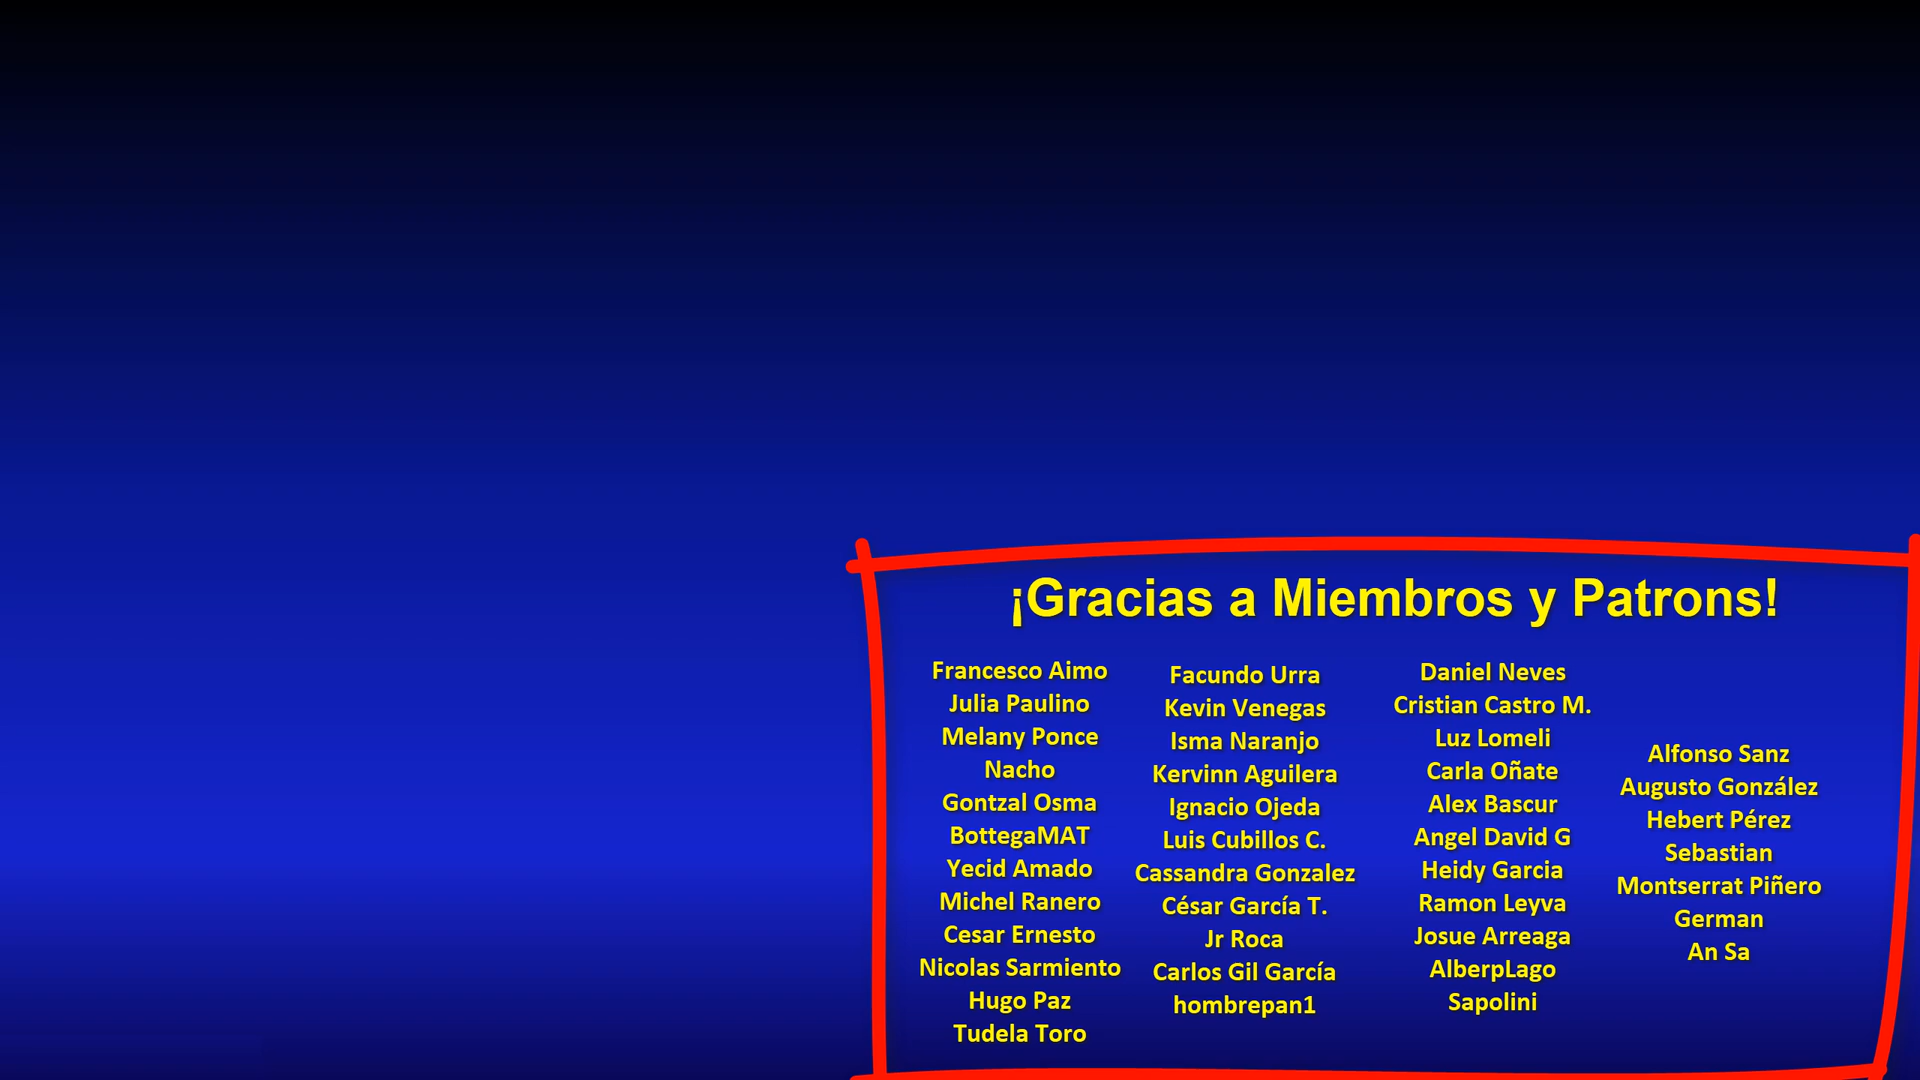 ¡Gracias a Miembros y Patrons!
Francesco Aimo
Julia Paulino
Melany Ponce
Nacho
Gontzal Osma
BottegaMAT
Yecid Amado
Michel Ranero
Cesar Ernesto
Nicolas Sarmiento
Hugo Paz
Tudela Toro
Facundo Urra
Kevin Venegas
Isma Naranjo
Kervinn Aguilera
Ignacio Ojeda
Luis Cubillos C.
Cassandra Gonzalez
César García T.
Jr Roca
Carlos Gil García
hombrepan1
Daniel Neves
Cristian Castro M.
Luz Lomeli
Carla Oñate
Alex Bascur
Angel David G
Heidy Garcia
Ramon Leyva
Josue Arreaga
AlberpLago
Sapolini
Alfonso Sanz
Augusto González
Hebert Pérez
Sebastian
Montserrat Piñero
German
An Sa